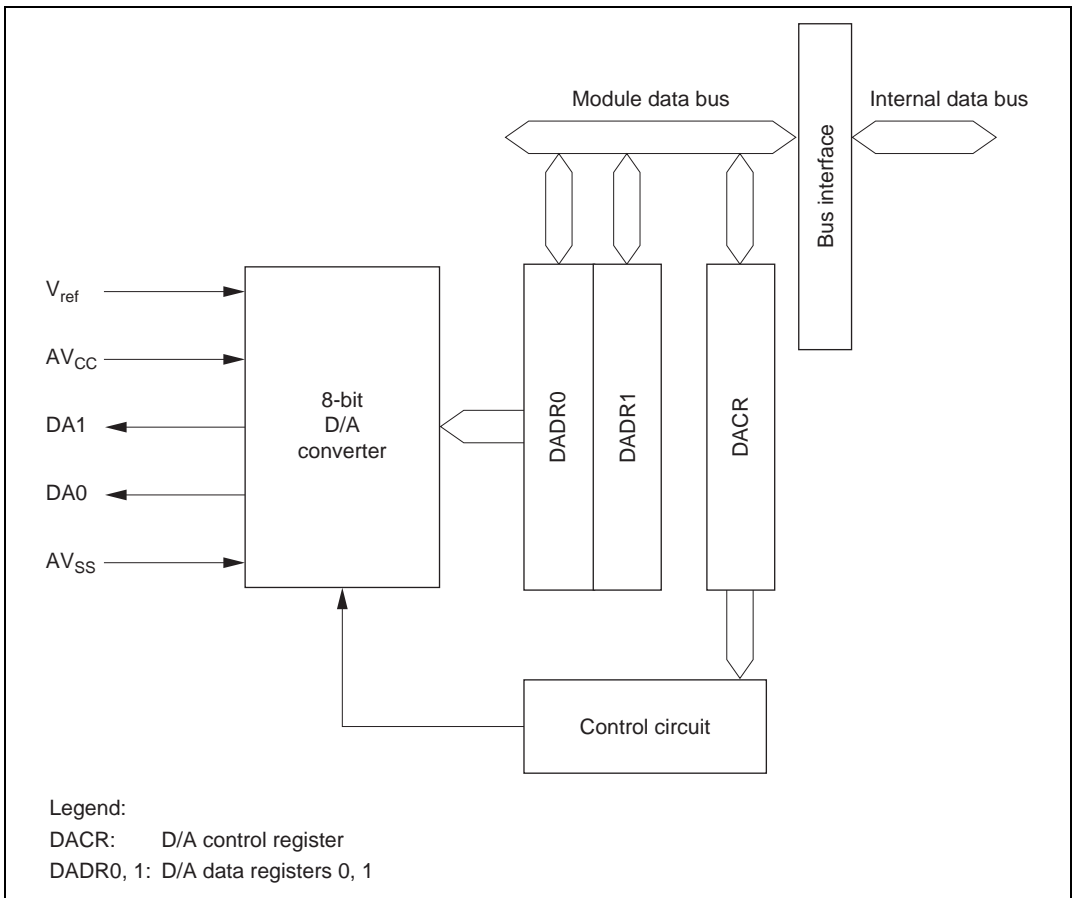 Module data bus
Internal data bus
Bus interface
V_ref
AV_CC
DA1
DA0
AV_SS
8-bit
D/A
converter
DADR0
DADR1
DACR
Control circuit
Legend:
DACR: D/A control register
DADR0, 1: D/A data registers 0, 1